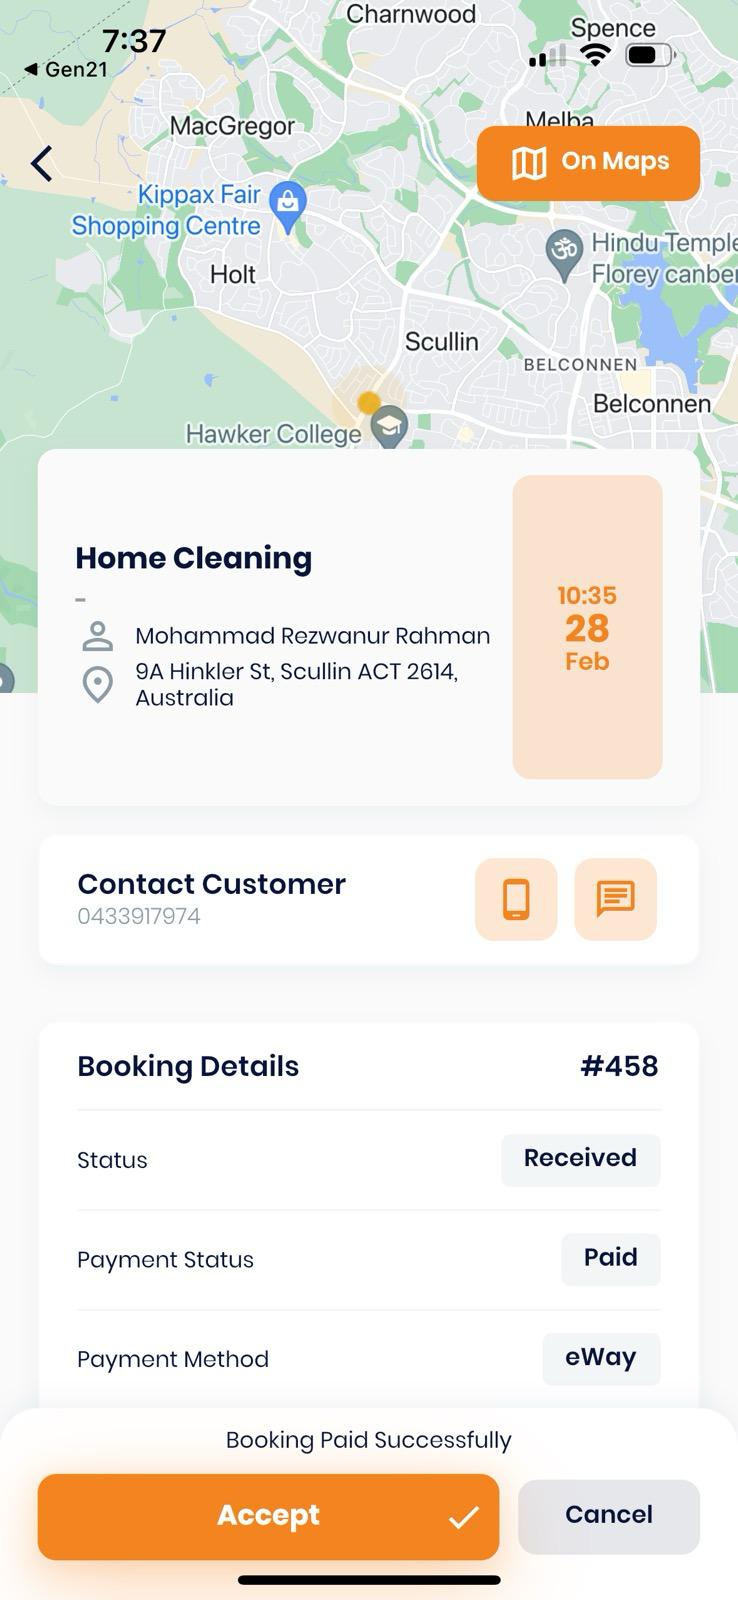 Charnwood
7:37
Spence
Gen21
MacGregor
Melba
On Maps
Kippax Fair
Shopping Centre
Hindu Temple
Florey canber
Holt
Scullin
BELCONNEN
Belconnen
Hawker College
Home Cleaning
-
Mohammad Rezwanur Rahman
9A Hinkler St, Scullin ACT 2614,
Australia
10:35
28
Feb
Contact Customer
0433917974
Booking Details
#458
Status
Received
Payment Status
Paid
Payment Method
eWay
Booking Paid Successfully
Accept
Cancel